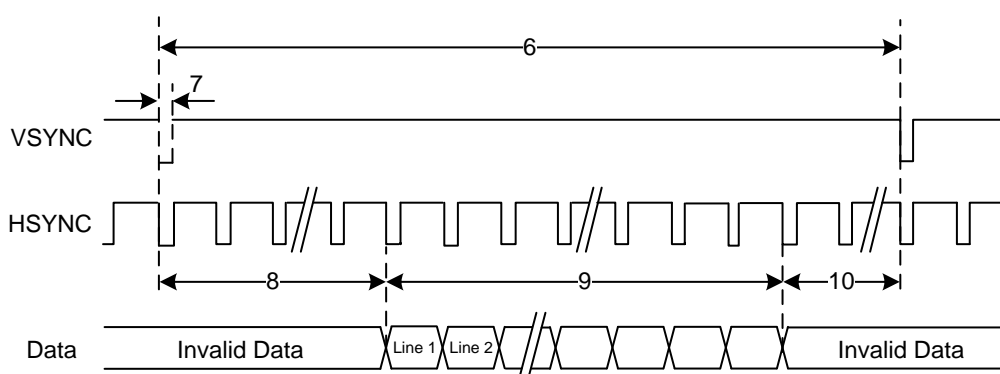 6
7
VSYNC
HSYNC
8 9 10
Data Invalid Data Line 1 Line 2 Invalid Data